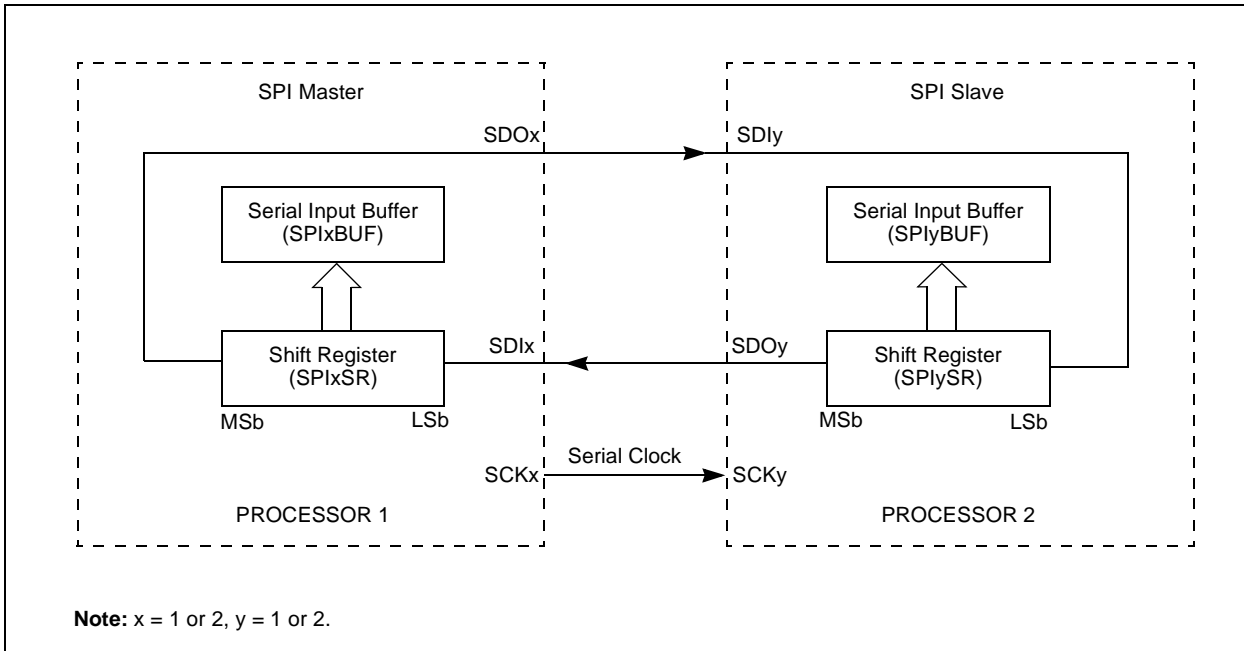 SPI Master
SPI Slave
SDOx
SDIy
Serial Input Buffer
(SPIxBUF)
Serial Input Buffer
(SPIyBUF)
Shift Register
(SPIxSR)
SDIx
SDOy
Shift Register
(SPIySR)
MSb
LSb
MSb
LSb
Serial Clock
SCKx
SCKy
PROCESSOR 1
PROCESSOR 2
Note: x = 1 or 2, y = 1 or 2.